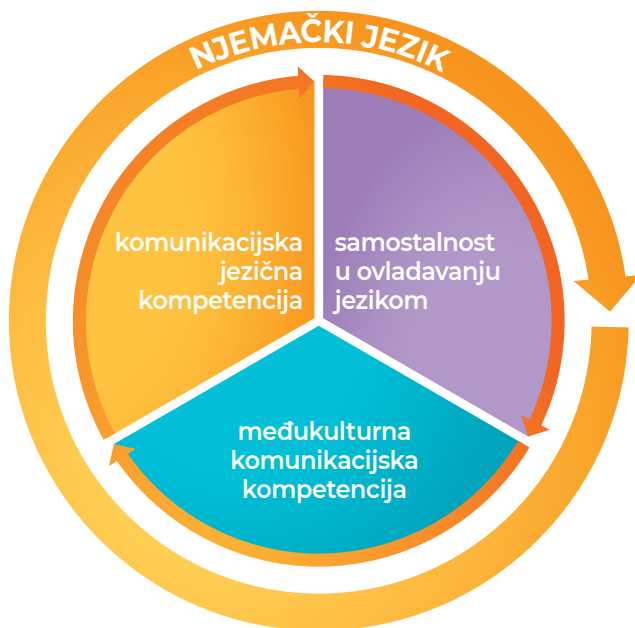 NJEMAČKI JEZIK
komunikacijska
jezična
kompetencija
samostalnost
u ovladavanju
jezikom
međukulturna
komunikacijska
kompetencija